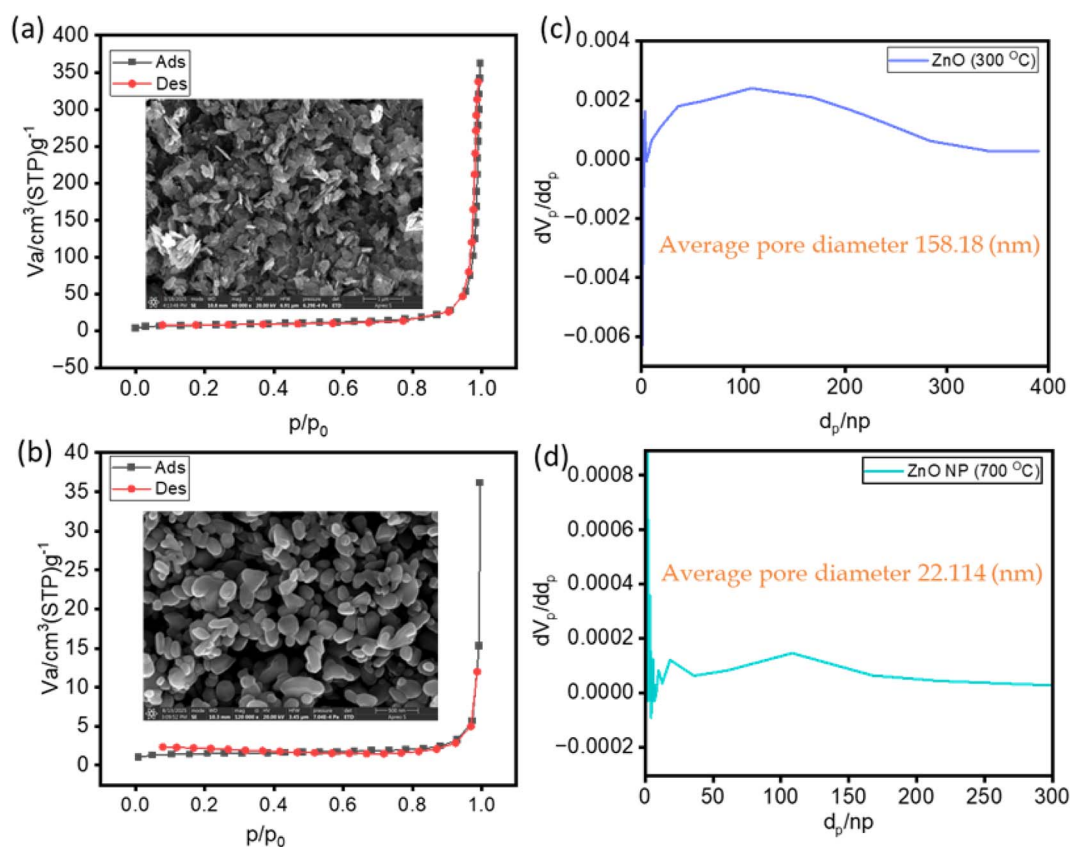 (a)
Ads
Des
400
350
300
250
200
150
100
50
0
−50
Va/cm³(STP)g⁻¹
0.0 0.2 0.4 0.6 0.8 1.0
p/p₀
(c)
ZnO (300 ᴼC)
0.004
0.002
0.000
−0.002
−0.004
−0.006
dVₚ/ddₚ
Average pore diameter 158.18 (nm)
0 100 200 300 400
dₚ/np
(b)
Ads
Des
40
35
30
25
20
15
10
5
0
Va/cm³(STP)g⁻¹
0.0 0.2 0.4 0.6 0.8 1.0
p/p₀
(d)
ZnO NP (700 ᴼC)
0.0008
0.0006
0.0004
0.0002
0.0000
−0.0002
dVₚ/ddₚ
Average pore diameter 22.114 (nm)
0 50 100 150 200 250 300
dₚ/np